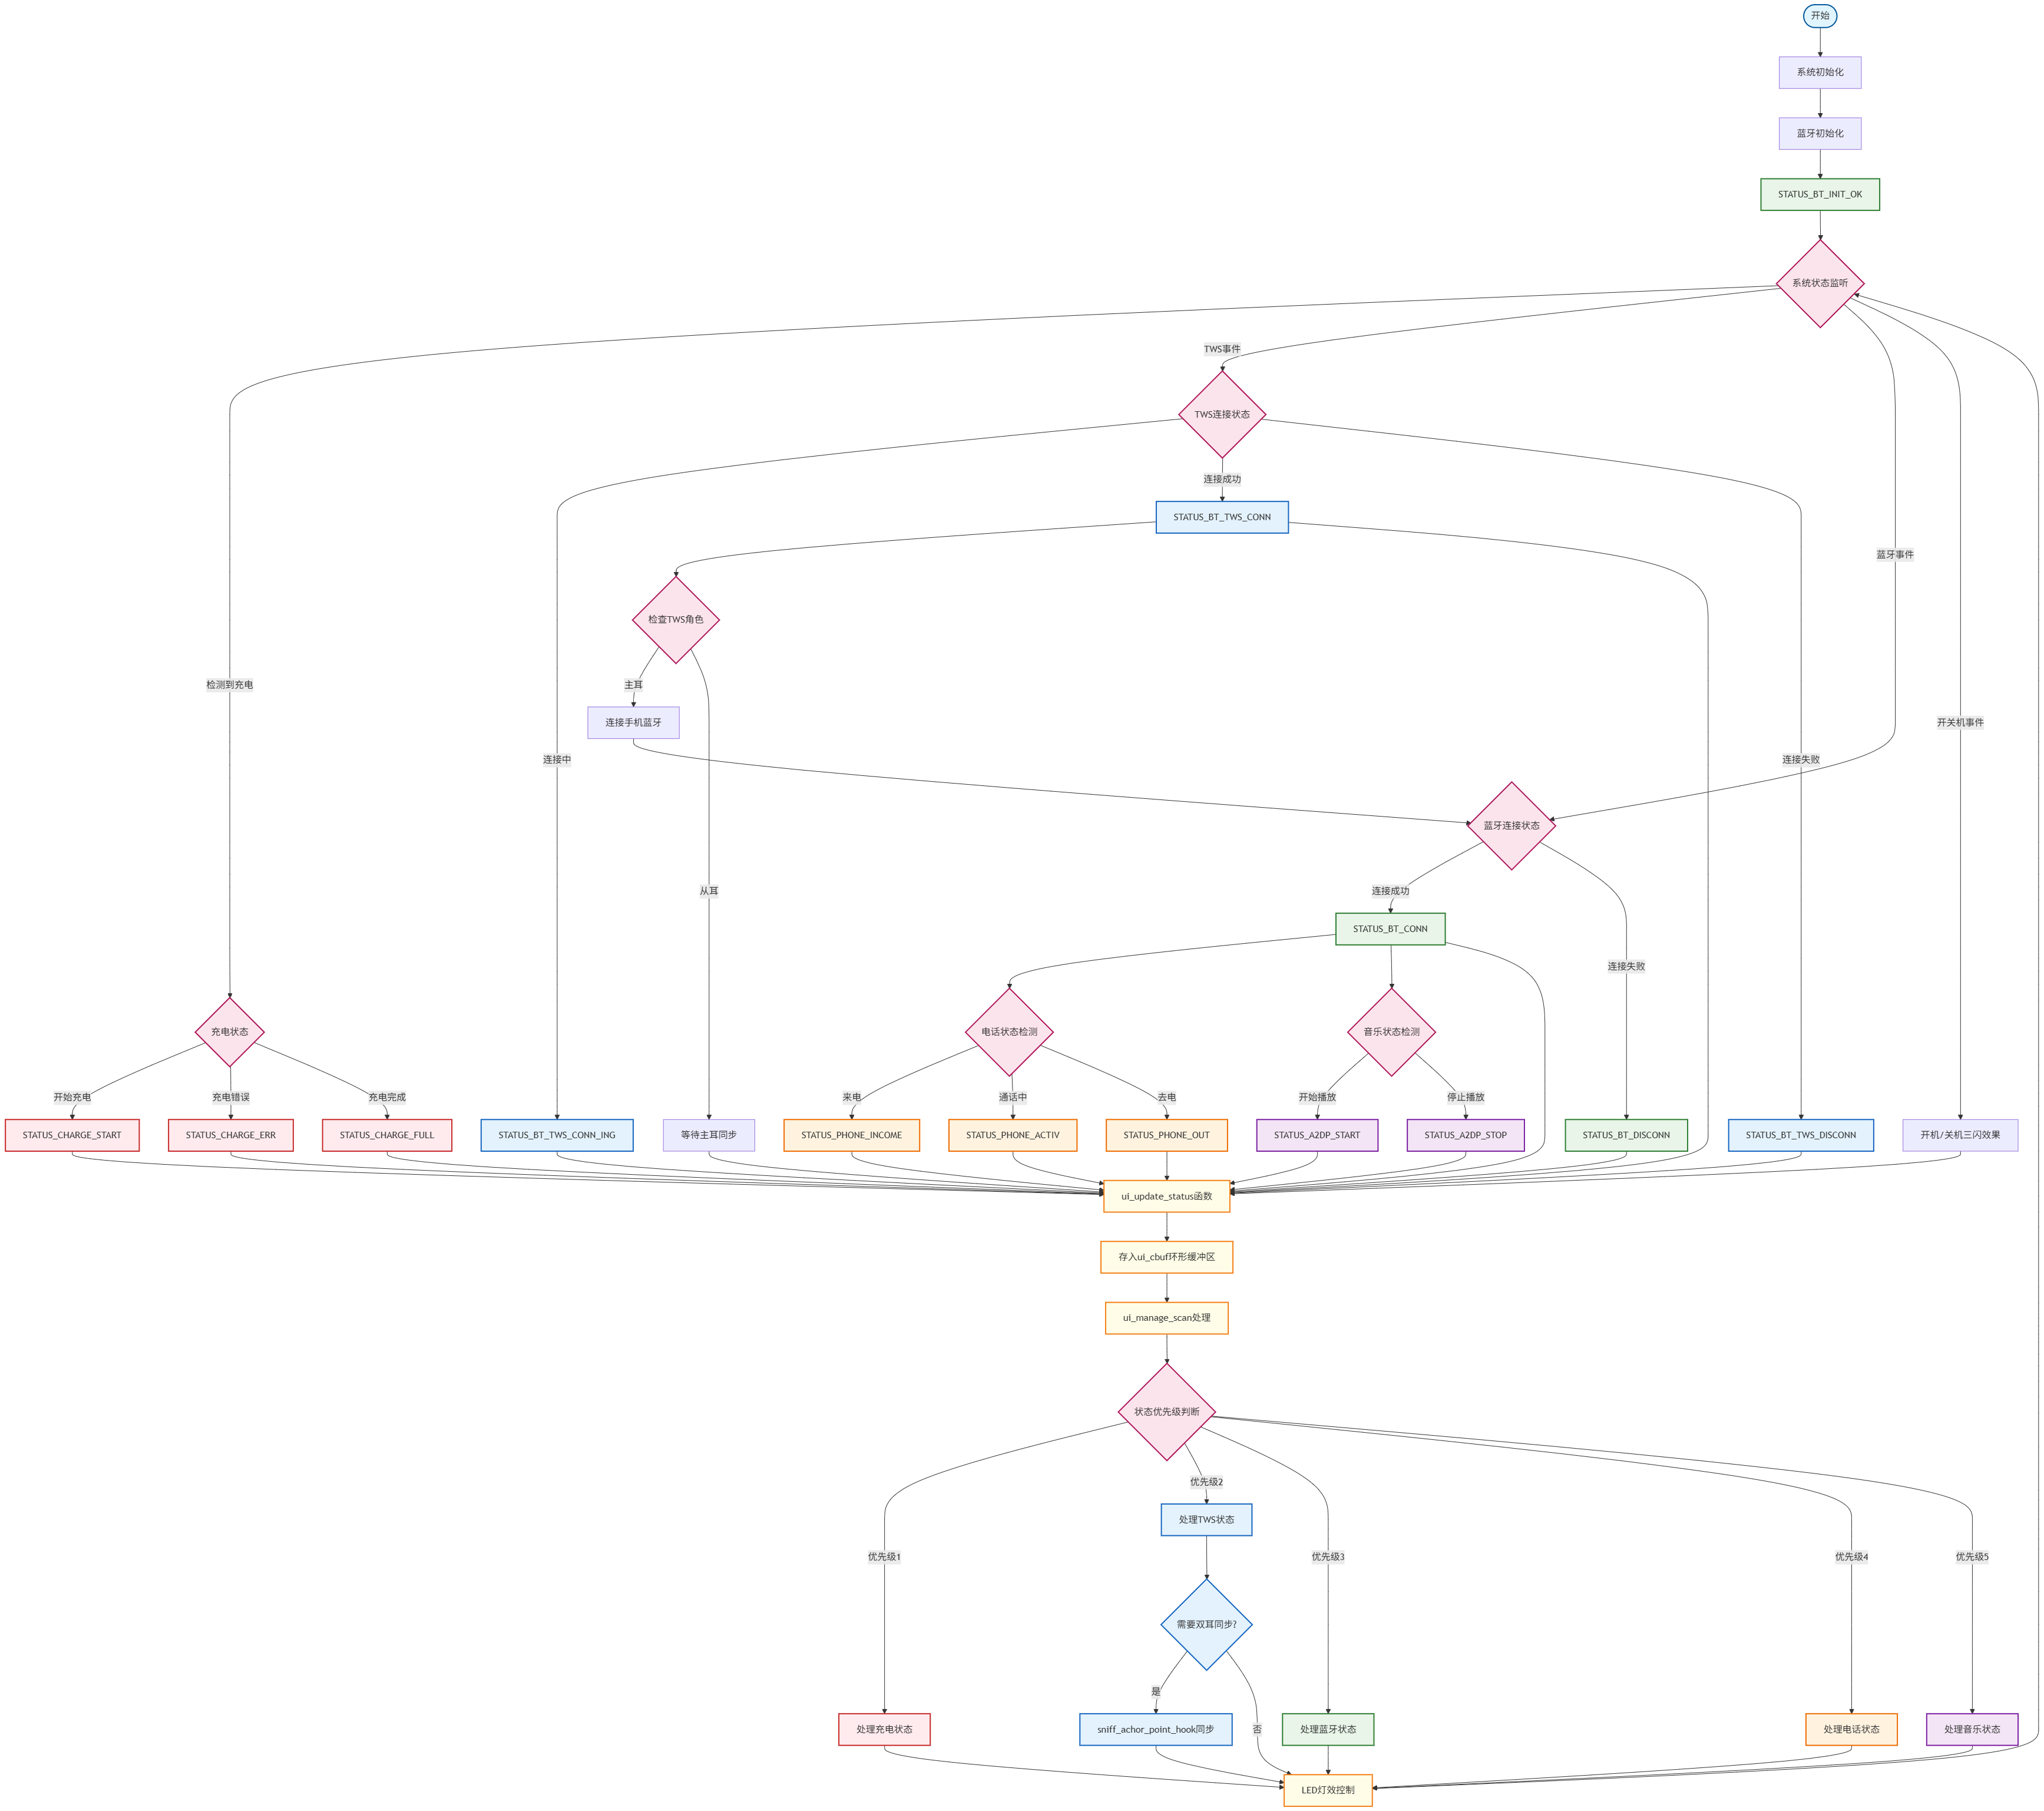 开始
系统初始化
蓝牙初始化
STATUS_BT_INIT_OK
系统状态监听
TWS事件
TWS连接状态
连接成功
STATUS_BT_TWS_CONN
蓝牙事件
检查TWS角色
检测到充电
主耳
连接手机蓝牙
开关机事件
连接中
连接失败
蓝牙连接状态
从耳
连接成功
STATUS_BT_CONN
连接失败
充电状态
电话状态检测
音乐状态检测
开始充电
充电错误
充电完成
来电
通话中
去电
开始播放
停止播放
STATUS_CHARGE_START
STATUS_CHARGE_ERR
STATUS_CHARGE_FULL
STATUS_BT_TWS_CONN_ING
等待主耳同步
STATUS_PHONE_INCOME
STATUS_PHONE_ACTIV
STATUS_PHONE_OUT
STATUS_A2DP_START
STATUS_A2DP_STOP
STATUS_BT_DISCONN
STATUS_BT_TWS_DISCONN
开机/关机三闪效果
ui_update_status函数
存入ui_cbuf环形缓冲区
ui_manage_scan处理
状态优先级判断
优先级2
处理TWS状态
优先级1
优先级3
优先级4
优先级5
需要双耳同步?
是
否
处理充电状态
sniff_achor_point_hook同步
处理蓝牙状态
处理电话状态
处理音乐状态
LED灯效控制